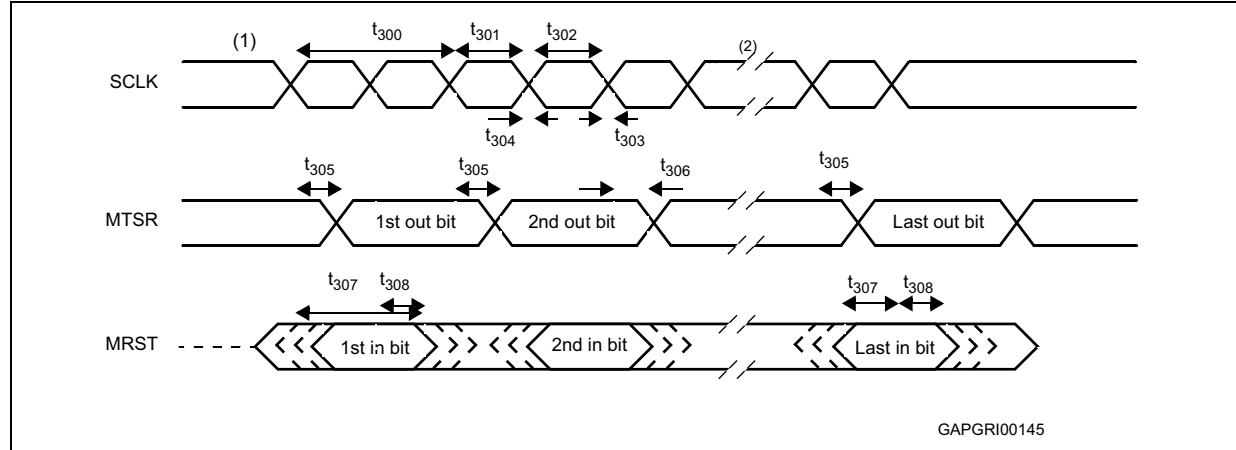 (1) t300 t301 t302 (2)
SCLK
t304 t303
t305 t305 t306 t305
MTSR 1st out bit 2nd out bit Last out bit
t307 t308 t307 t308
MRST 1st in bit 2nd in bit Last in bit
GAPGRI00145